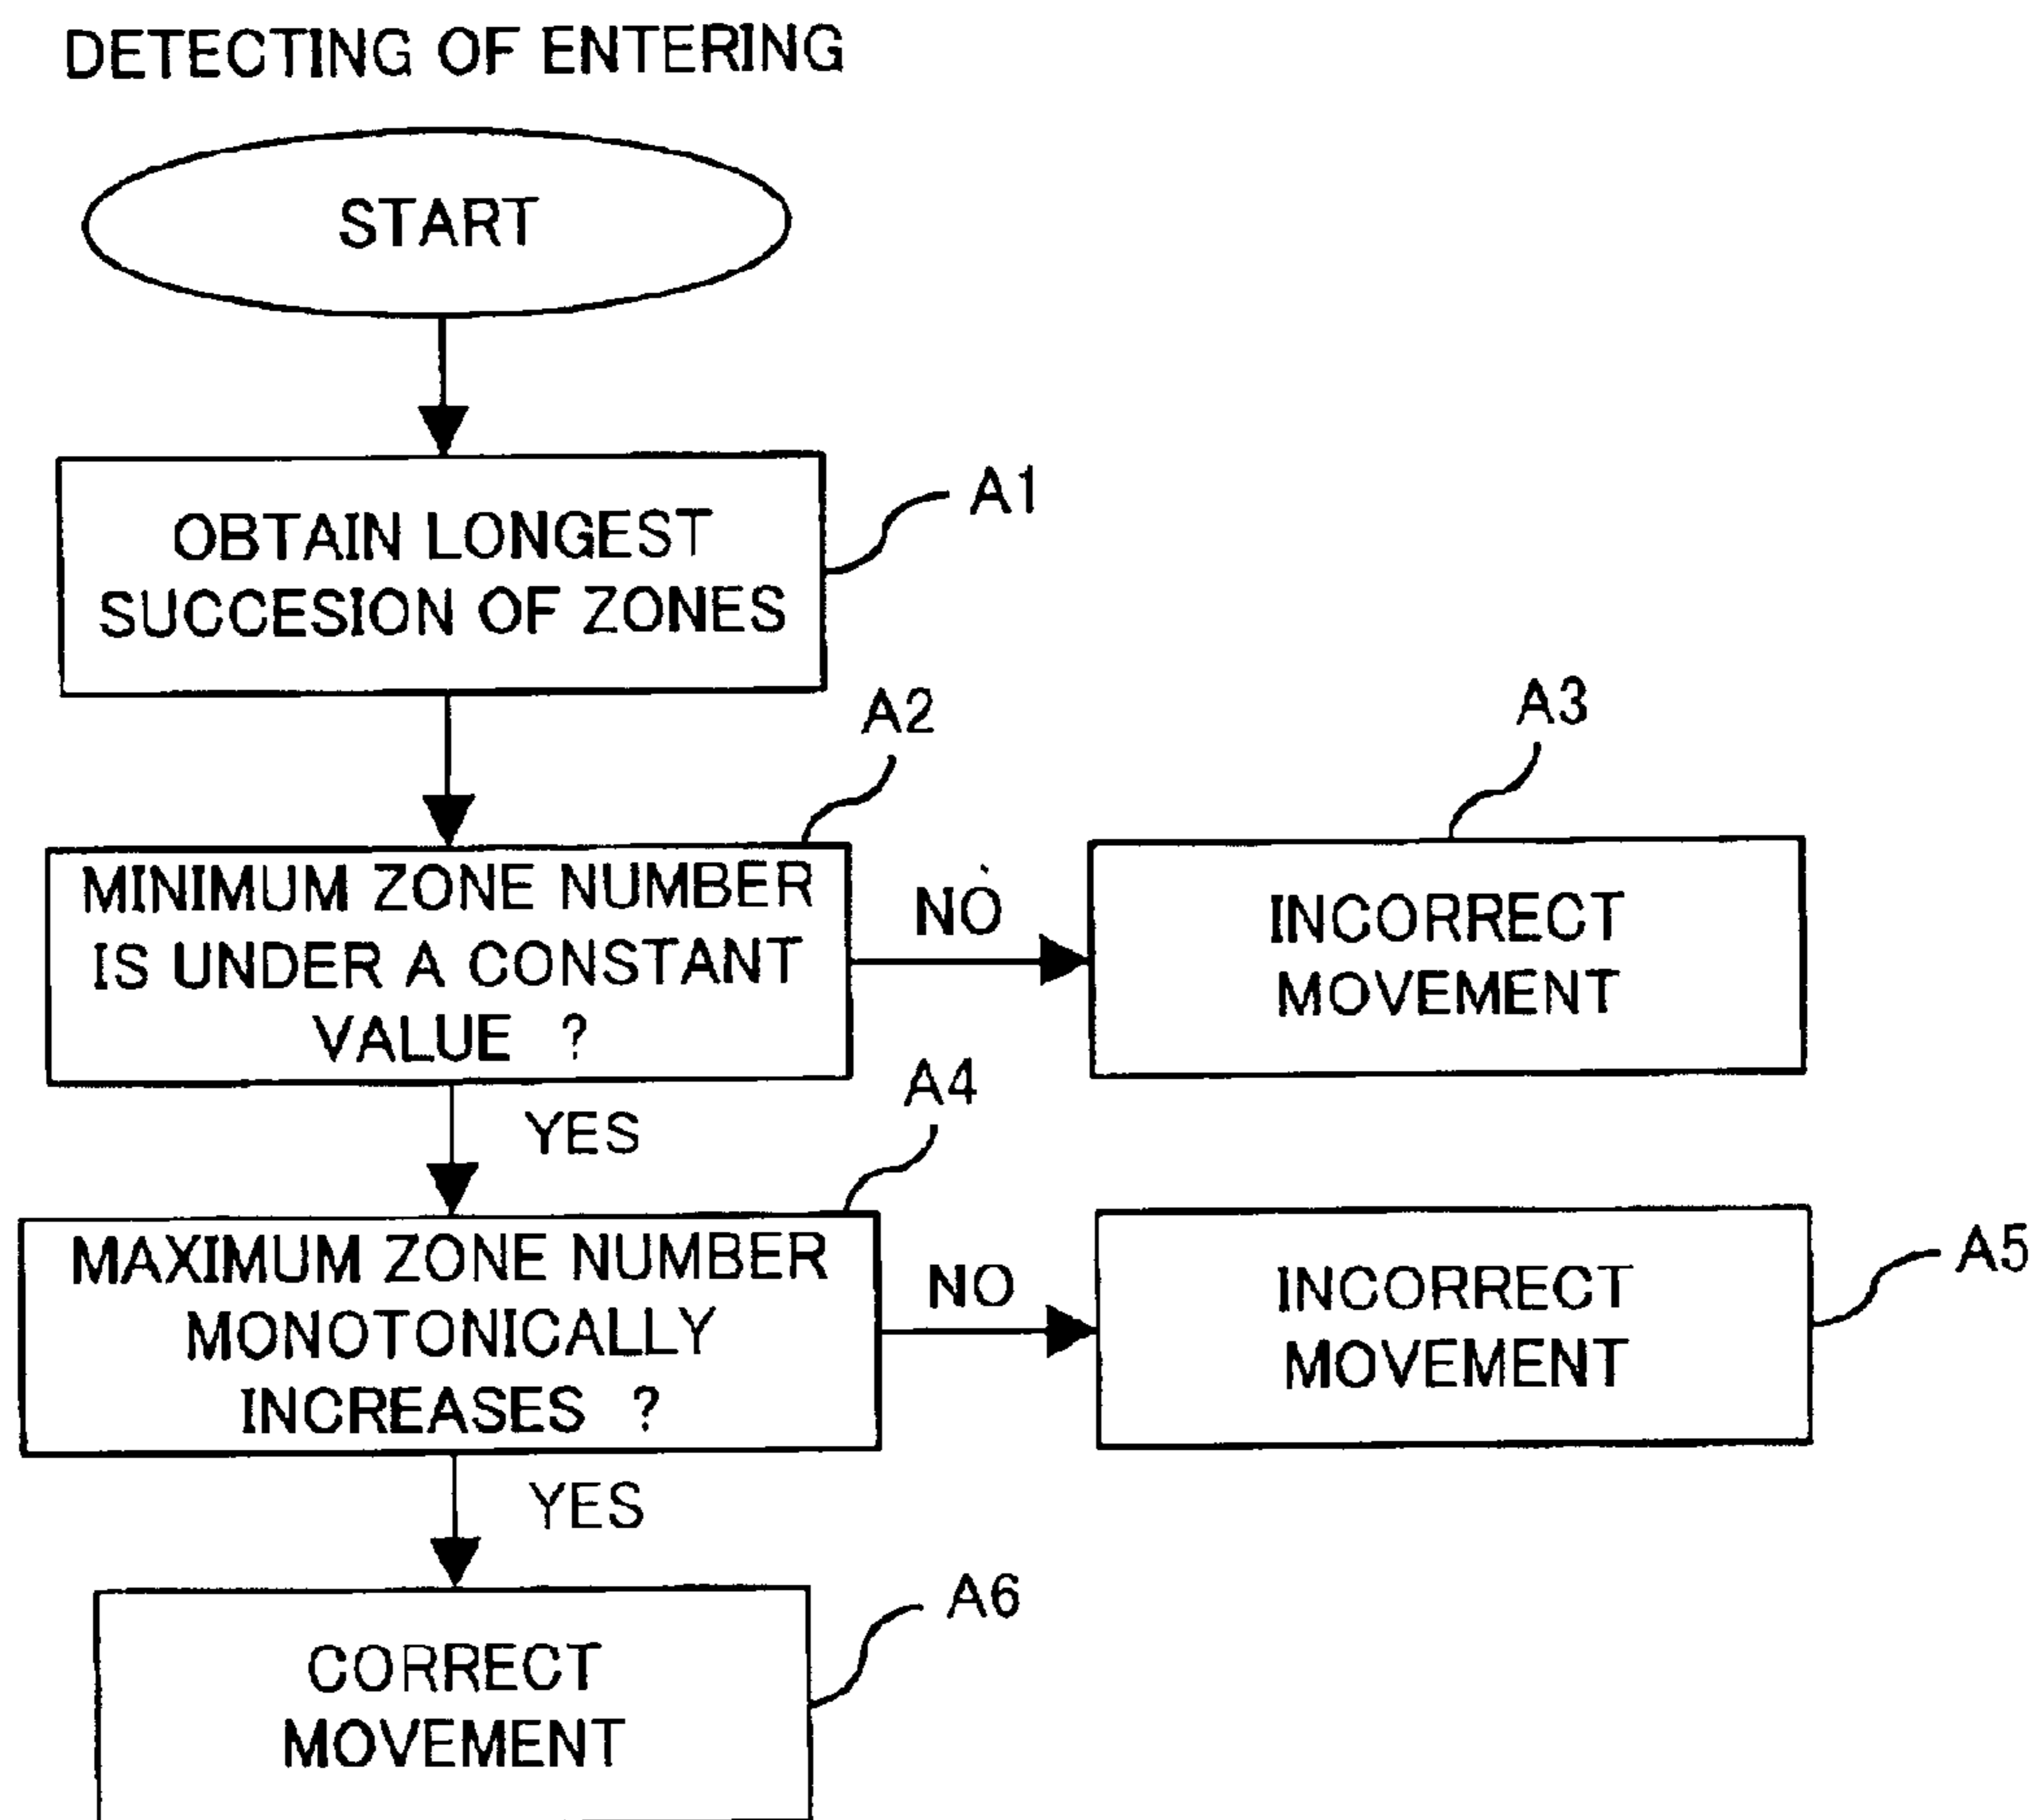 DETECTING OF ENTERING
START
A1
OBTAIN LONGEST
SUCCESION OF ZONES
A2
A3
MINIMUM ZONE NUMBER
IS UNDER A CONSTANT
VALUE ?
NO
INCORRECT
MOVEMENT
YES
A4
MAXIMUM ZONE NUMBER
MONOTONICALLY
INCREASES ?
NO
INCORRECT
MOVEMENT
A5
YES
A6
CORRECT
MOVEMENT